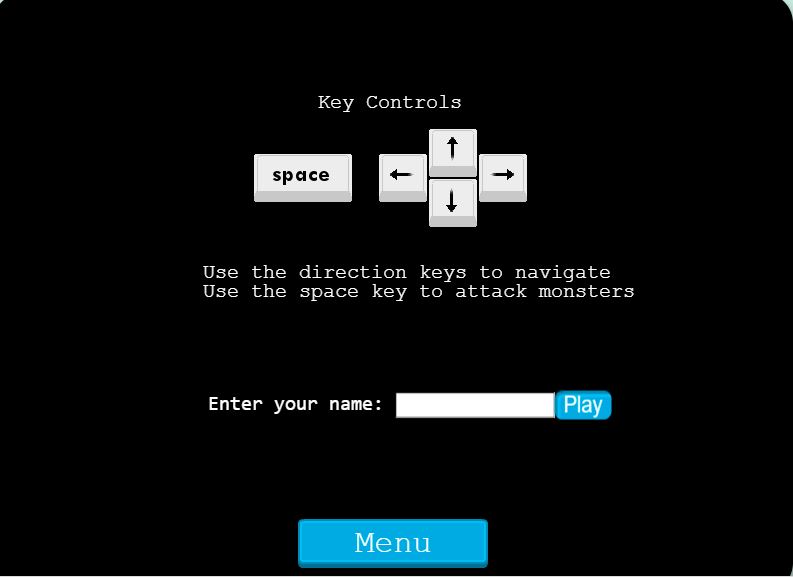 Key Controls
↑
space ← →
↓
Use the direction keys to navigate
Use the space key to attack monsters
Enter your name: Play
Menu